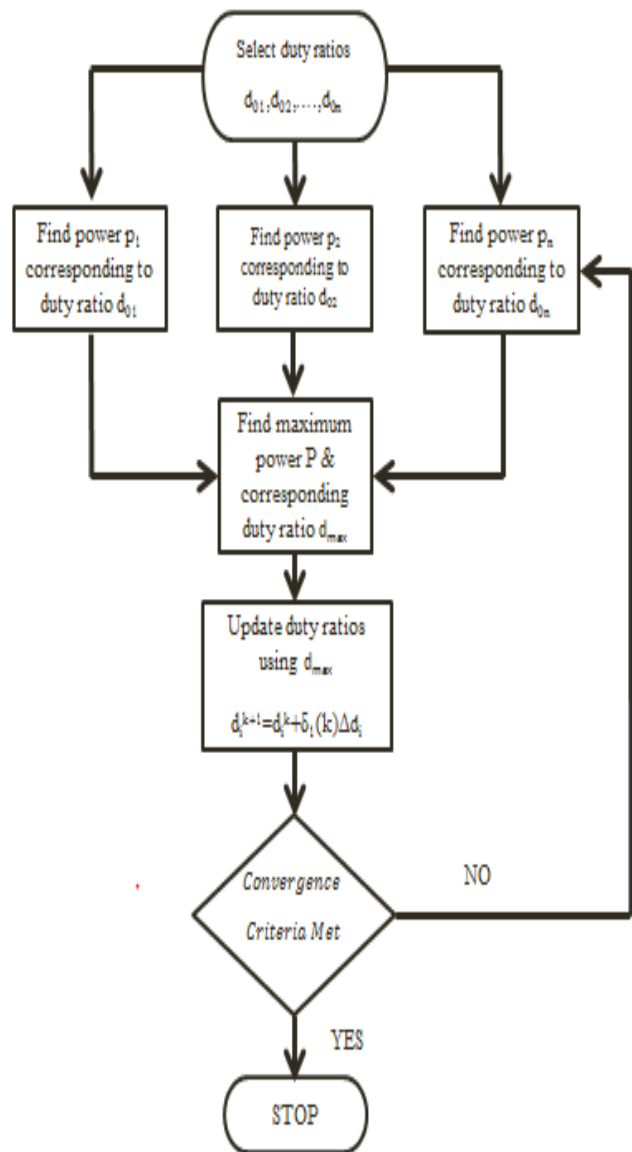 Select duty ratios
d₀₁,d₀₂,....,d₀ₙ
Find power p₁
corresponding to
duty ratio d₀₁
Find power p₂
corresponding to
duty ratio d₀₂
Find power pₙ
corresponding to
duty ratio d₀ₙ
Find maximum
power P &
corresponding
duty ratio dₘₐₓ
Update duty ratios
using dₘₐₓ
dᵢᵏ⁺¹=dᵢᵏ+δ₁(k)Δdᵢ
Convergence
Criteria Met
NO
YES
STOP